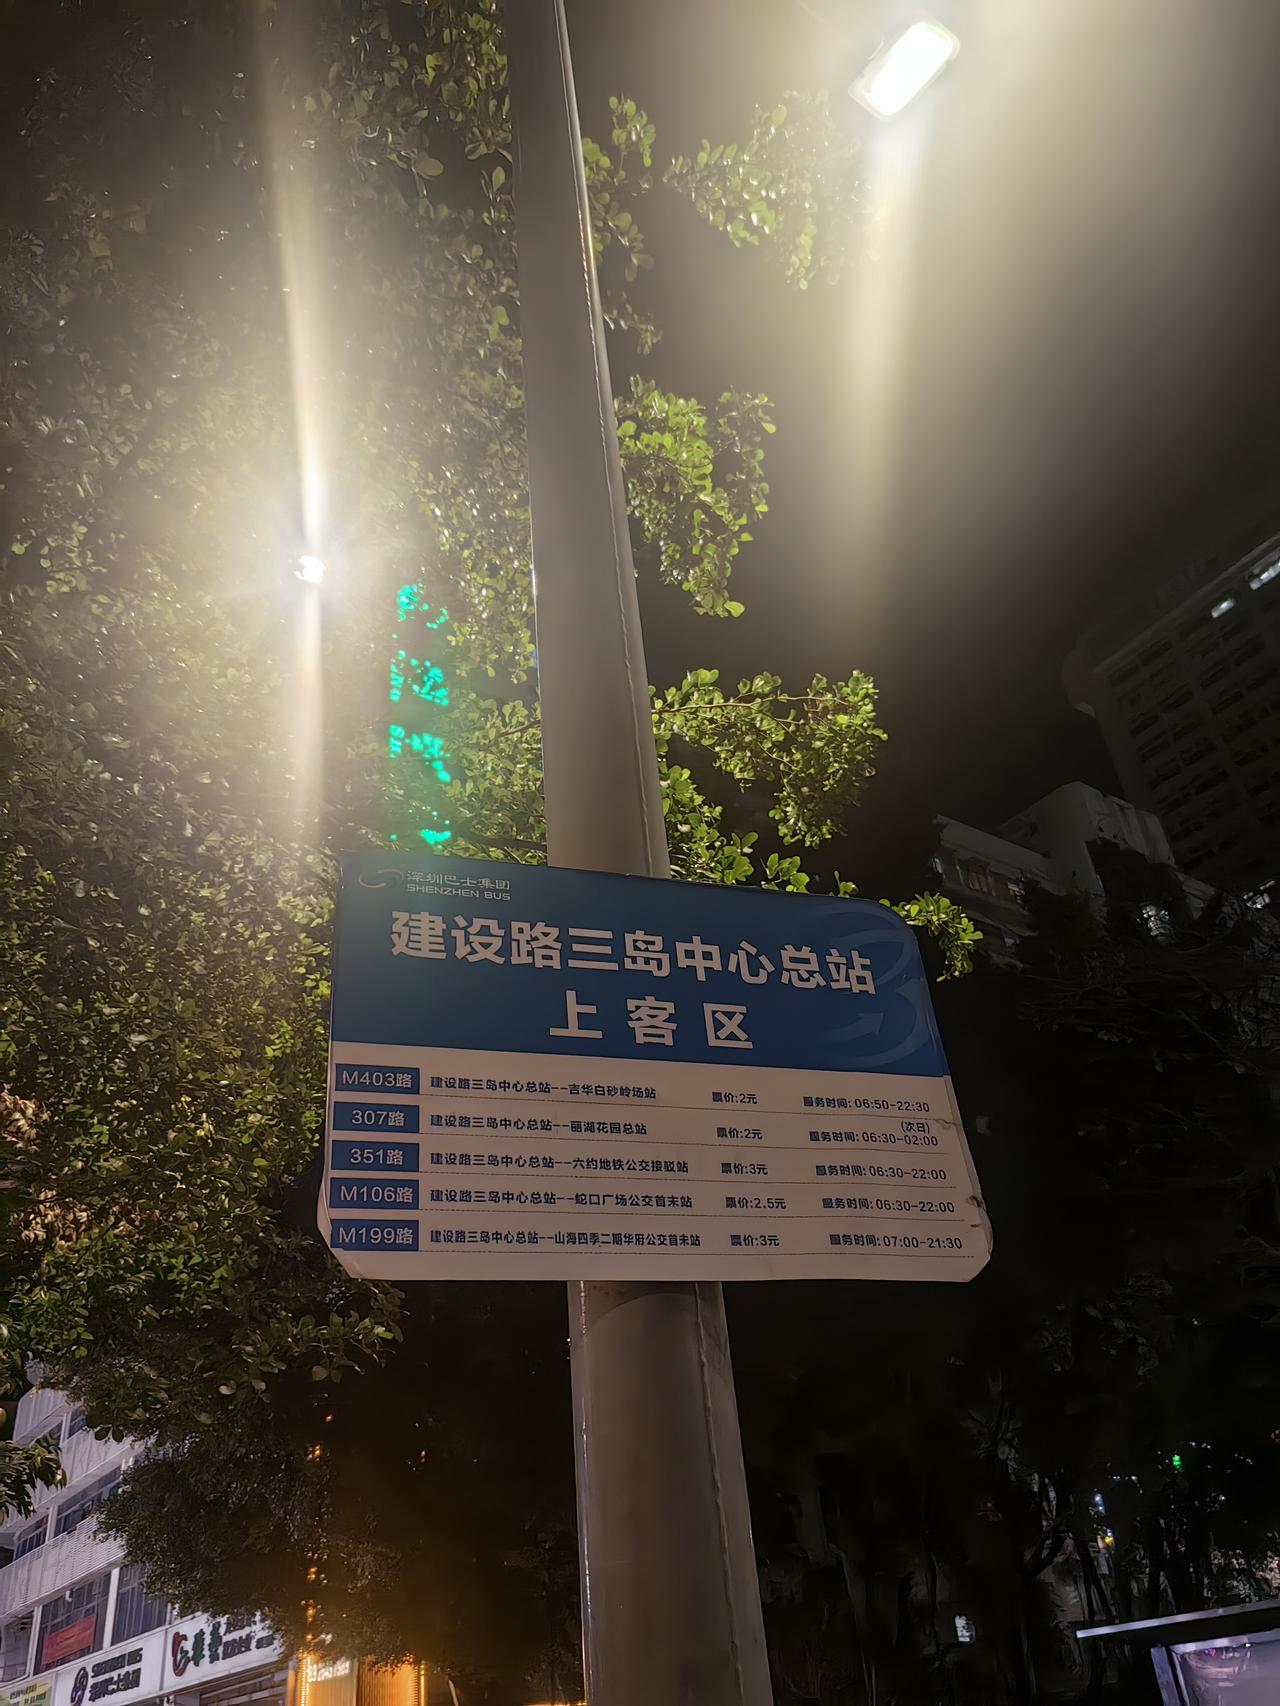 深圳巴士集团
SHENZHEN BUS
建设路三岛中心总站
上客区
M403路 建设路三岛中心总站--吉华白砂岭场站 票价:2元 服务时间: 06:50-22:30
307路 建设路三岛中心总站--丽湖花园总站 票价:2元 服务时间: 06:30-02:00 (次日)
351路 建设路三岛中心总站--六约地铁公交接驳站 票价:3元 服务时间: 06:30-22:00
M106路 建设路三岛中心总站--蛇口广场公交首末站 票价:2.5元 服务时间: 06:30-22:00
M199路 建设路三岛中心总站--山海四季二期华府公交首末站 票价:3元 服务时间: 07:00-21:30
SHENZHEN BUS
深圳巴士集团